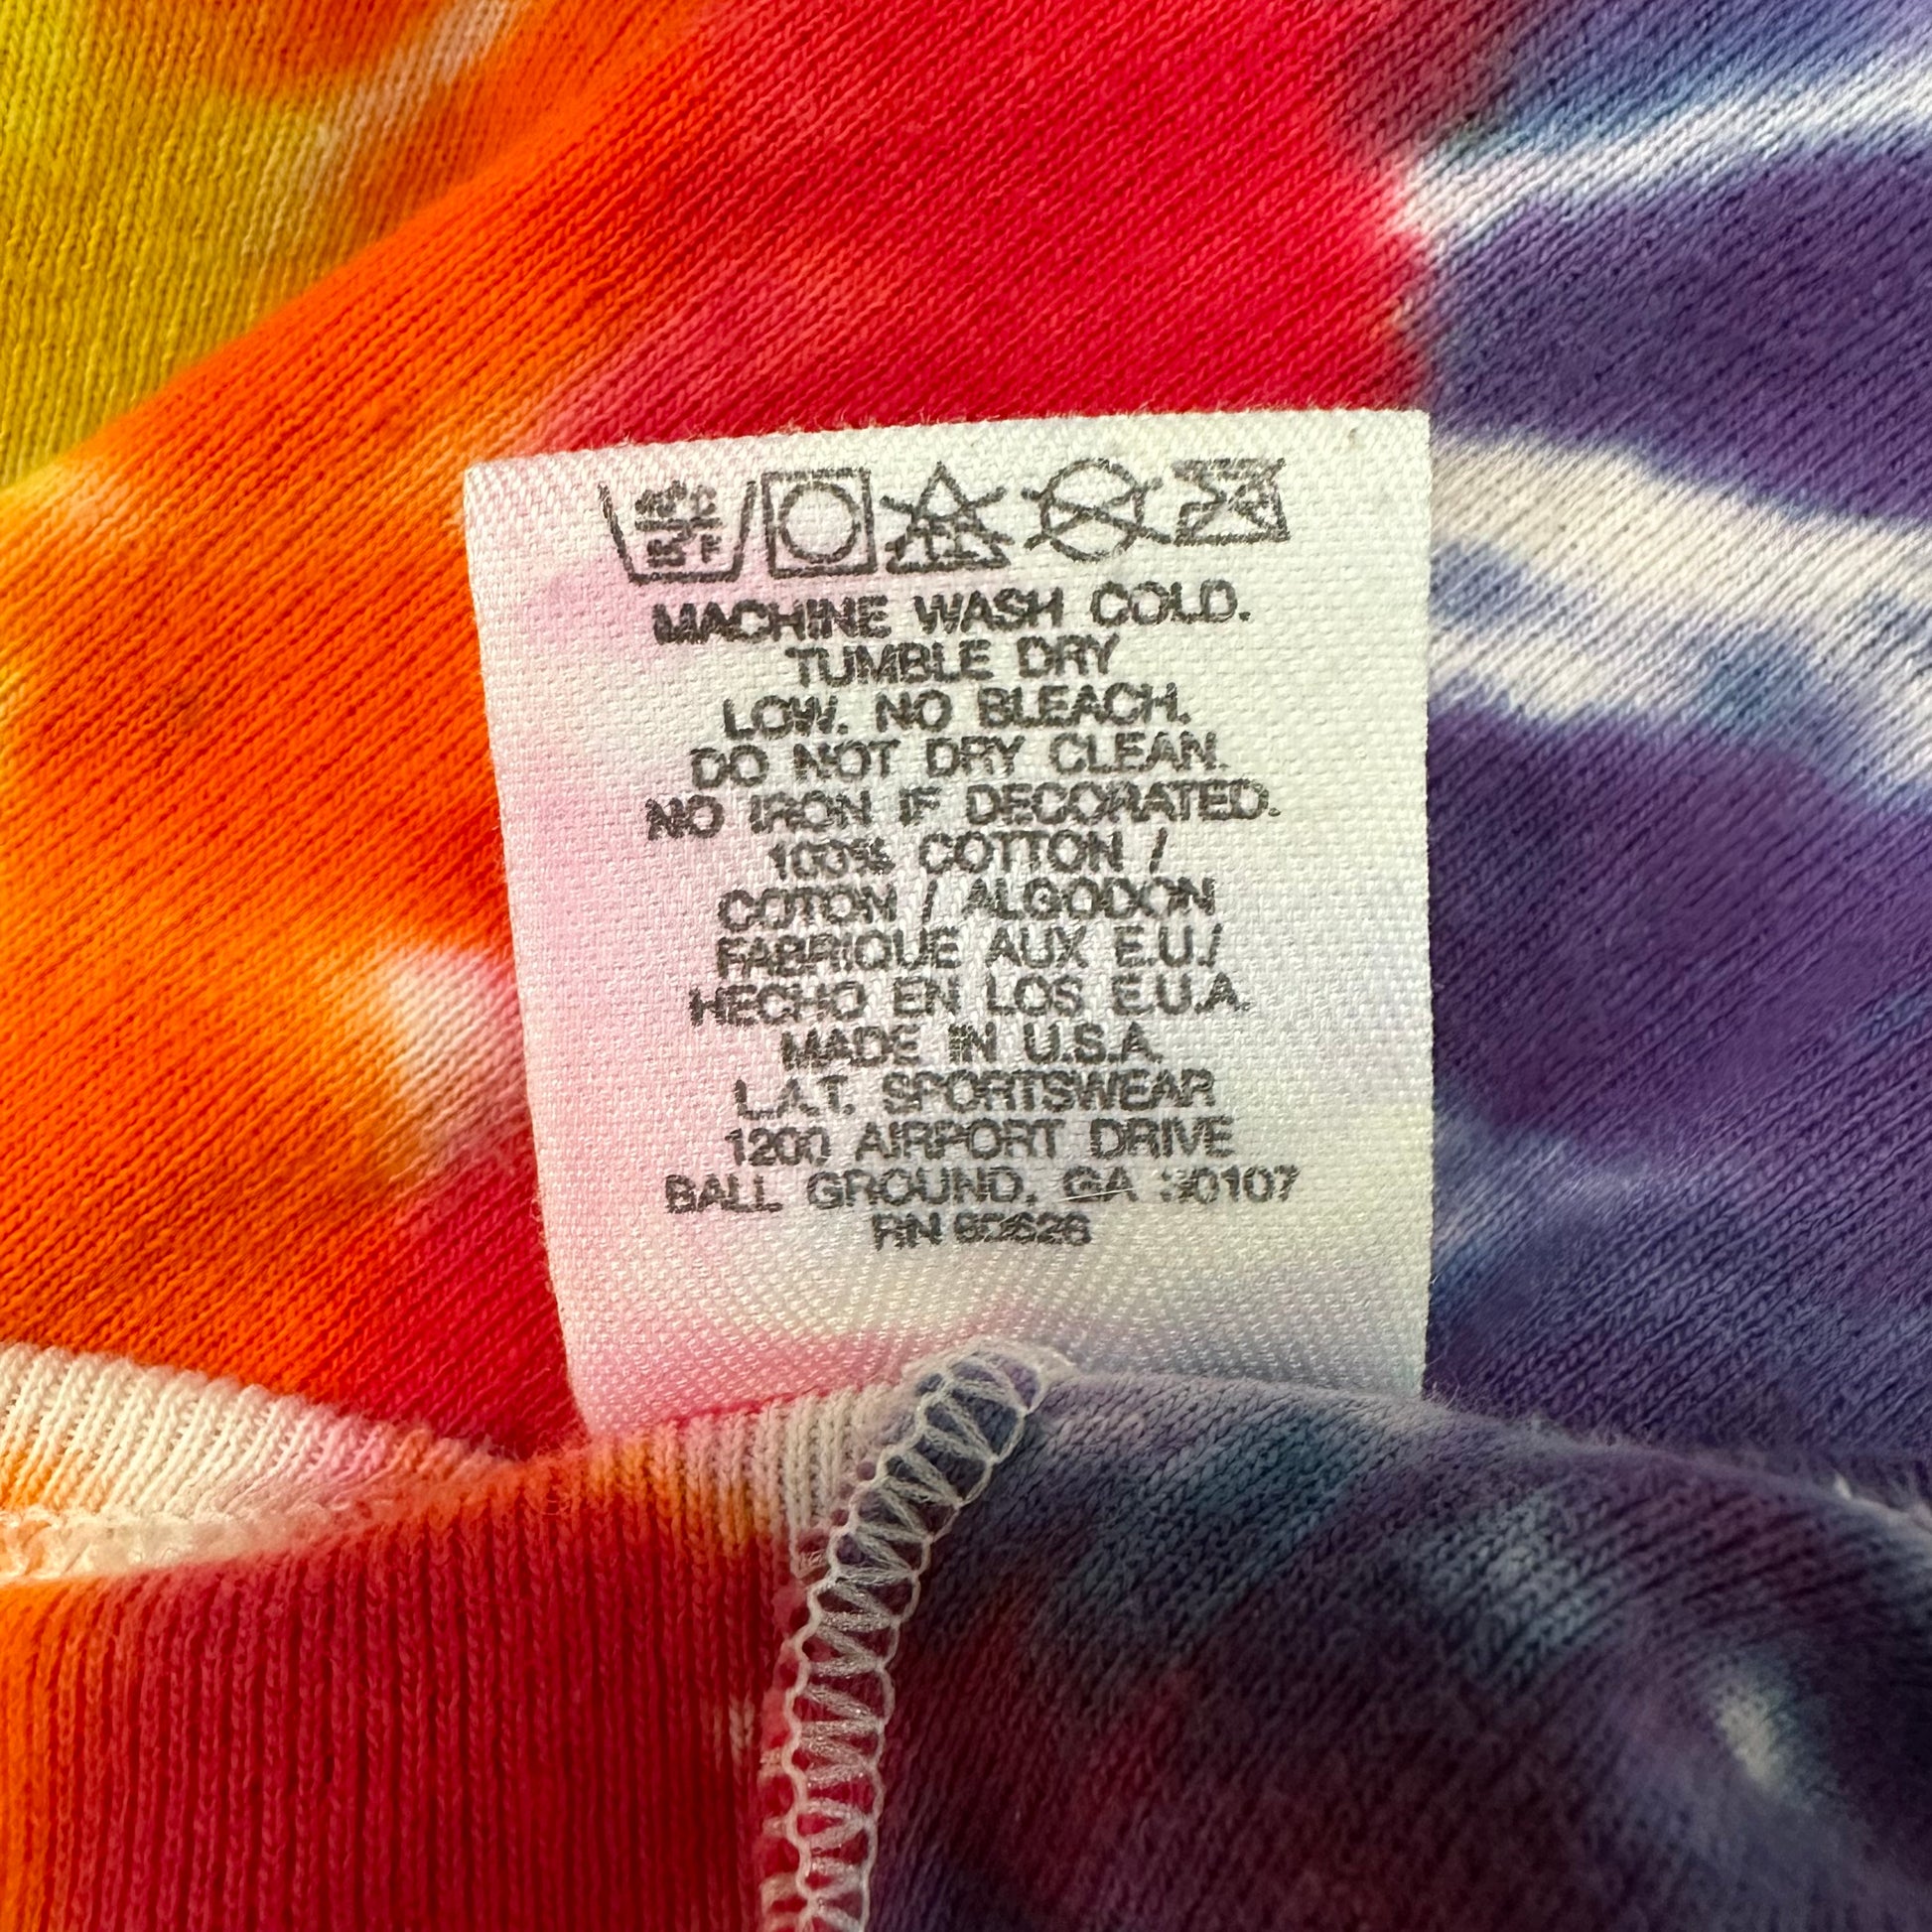 MACHINE WASH COLD.
TUMBLE DRY
LOW. NO BLEACH.
DO NOT DRY CLEAN.
NO IRON IF DECORATED.
100% COTTON /
COTON / ALGODON
FABRIQUE AUX E.U./
HECHO EN LOS E.U.A.
MADE IN U.S.A.
L.A.T. SPORTSWEAR
1200 AIRPORT DRIVE
BALL GROUND, GA 30107
RN